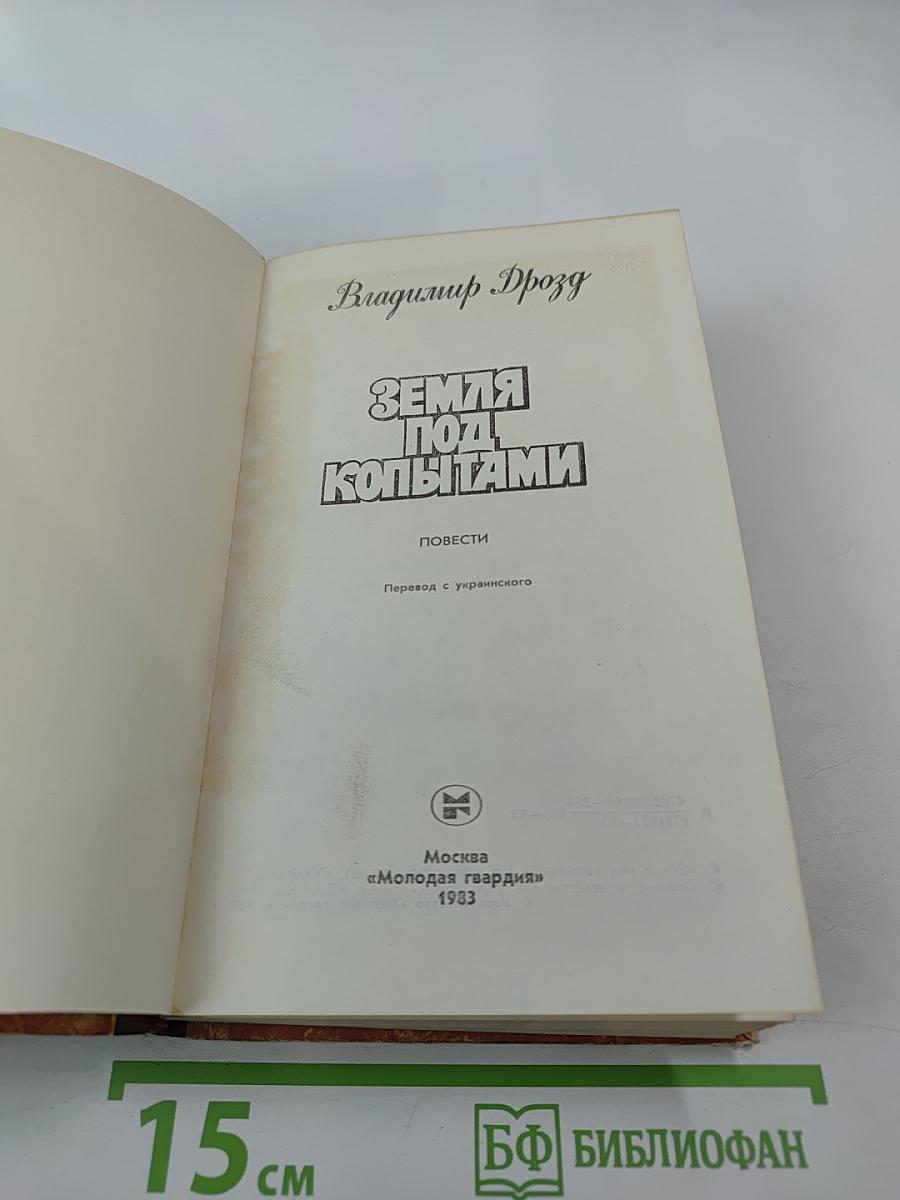 Владимир Дрозд
ЗЕМЛЯ
ПОД
КОПЫТАМИ
ПОВЕСТИ
Перевод с украинского
Москва
«Молодая гвардия»
1983
15 см
БФ БИБЛИОФАН